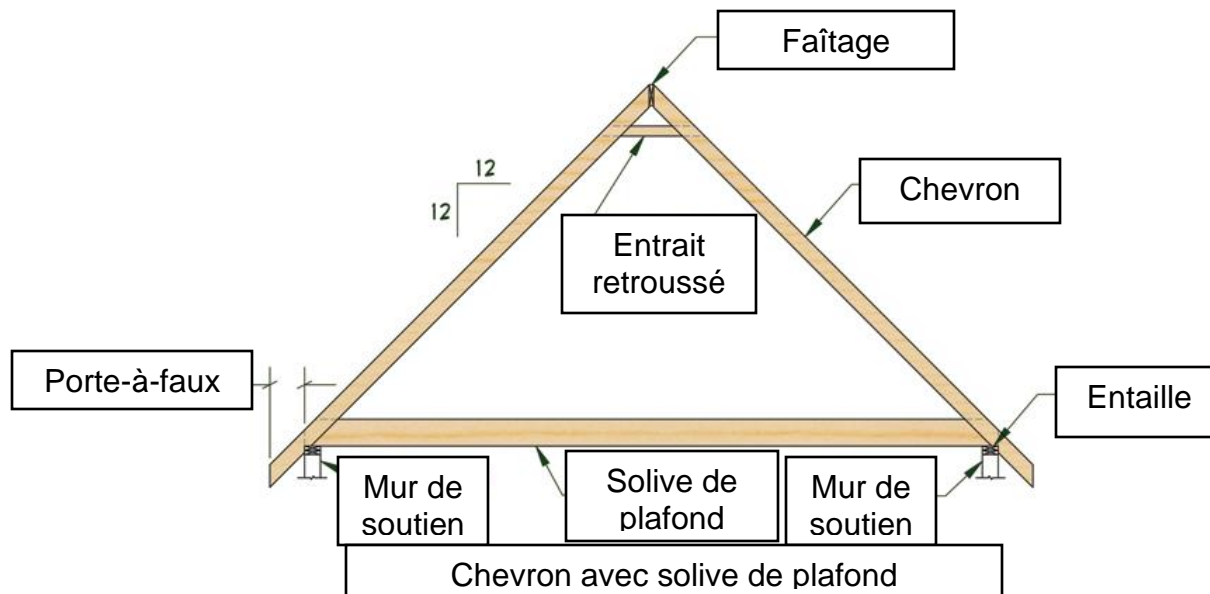 Faîtage
12
12
Chevron
Entrait
retroussé
Porte-à-faux
Entaille
Mur de
soutien
Solive de
plafond
Mur de
soutien
Chevron avec solive de plafond